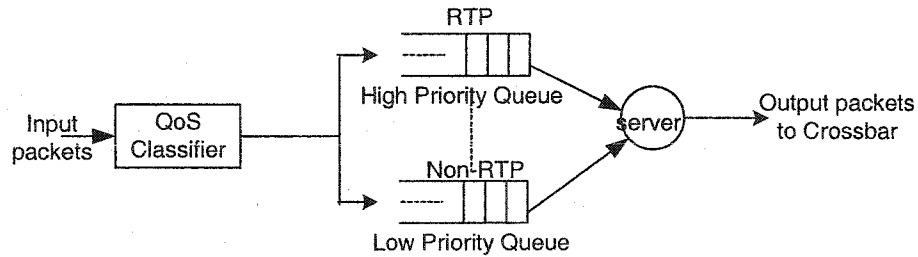 RTP
High Priority Queue
Input
packets
QoS
Classifier
server
Output packets
to Crossbar
Non-RTP
Low Priority Queue